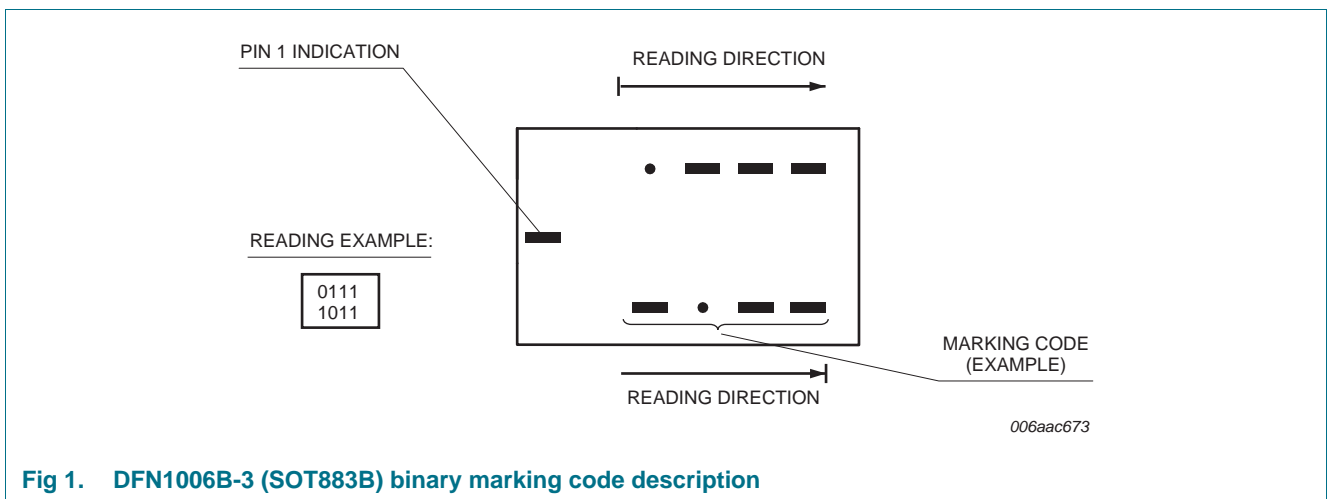 PIN 1 INDICATION
READING DIRECTION
READING EXAMPLE:
0111
1011
MARKING CODE
(EXAMPLE)
READING DIRECTION
006aac673
Fig 1. DFN1006B-3 (SOT883B) binary marking code description